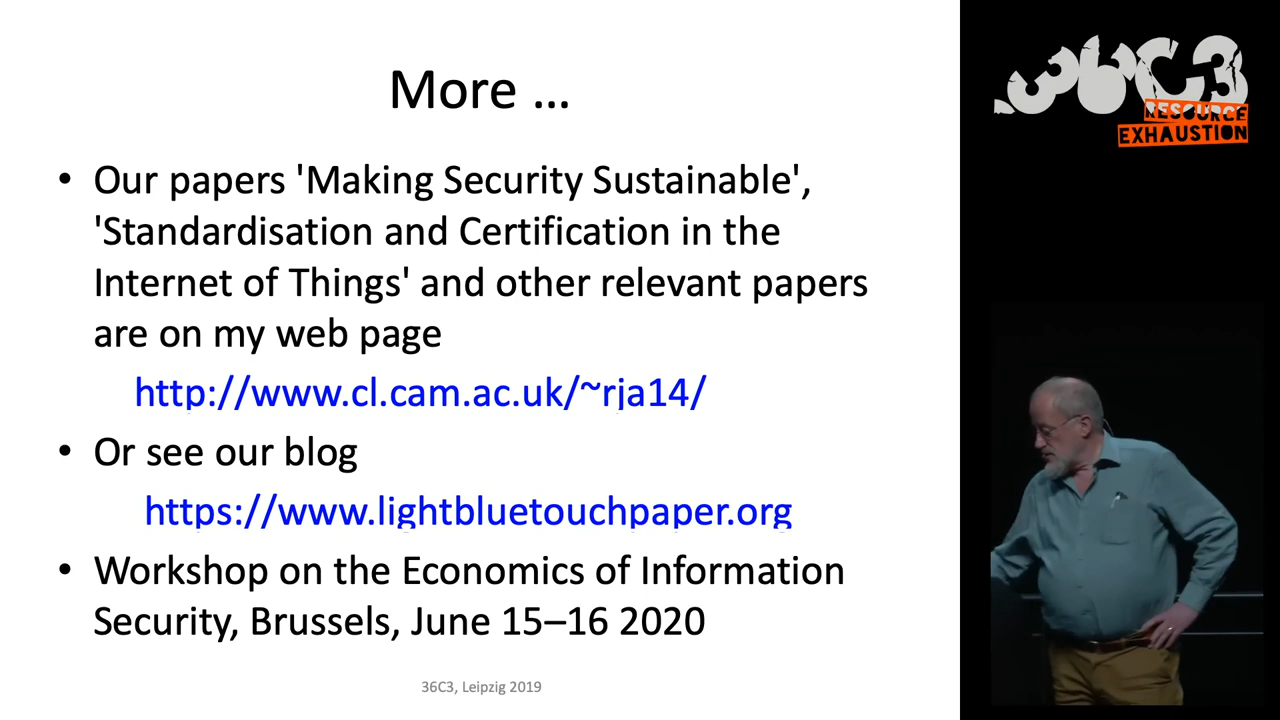 More ...
• Our papers 'Making Security Sustainable',
'Standardisation and Certification in the
Internet of Things' and other relevant papers
are on my web page
http://www.cl.cam.ac.uk/~rja14/
• Or see our blog
https://www.lightbluetouchpaper.org
• Workshop on the Economics of Information
Security, Brussels, June 15–16 2020
36C3, Leipzig 2019
36C3
RESOURCE
EXHAUSTION